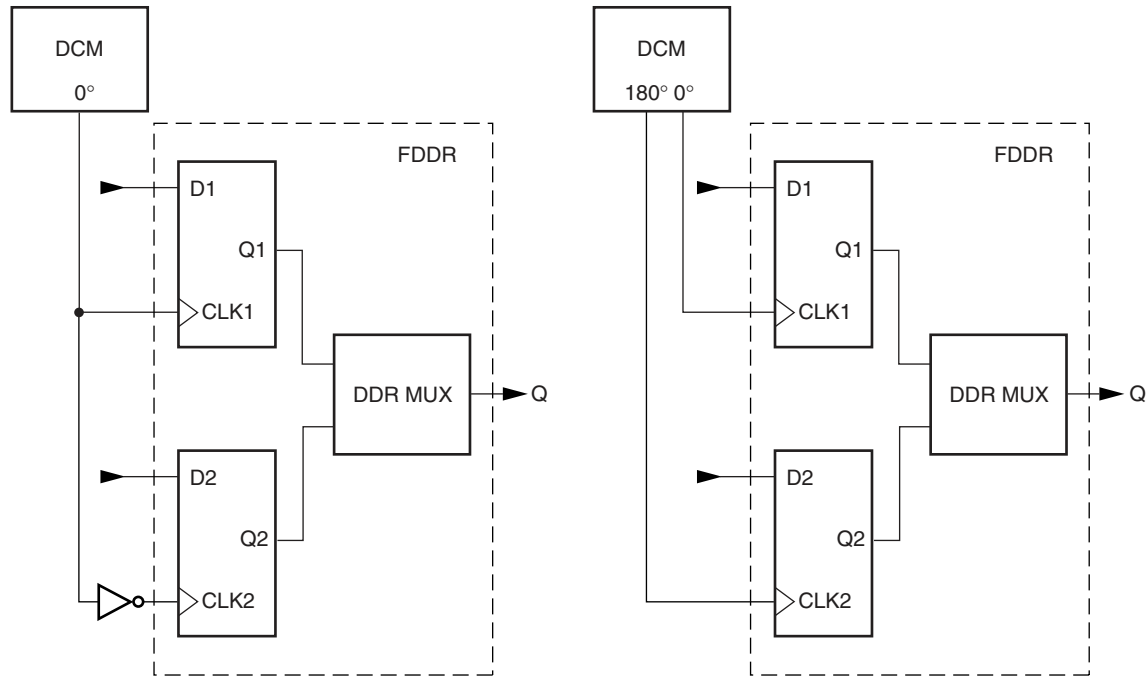 DCM
0°
FDDR
D1
Q1
CLK1
DDR MUX
Q
D2
Q2
CLK2
DCM
180° 0°
FDDR
D1
Q1
CLK1
DDR MUX
Q
D2
Q2
CLK2